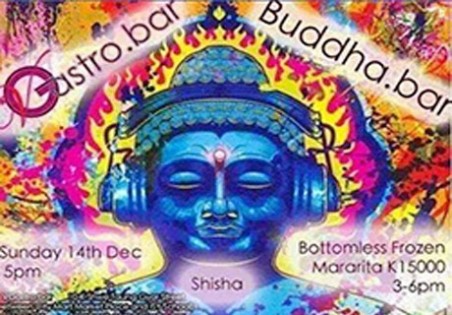 Gastro.bar
Buddha.bar
Sunday 14th Dec
5pm
Shisha
Bottomless Frozen
Mararita K15000
3-6pm